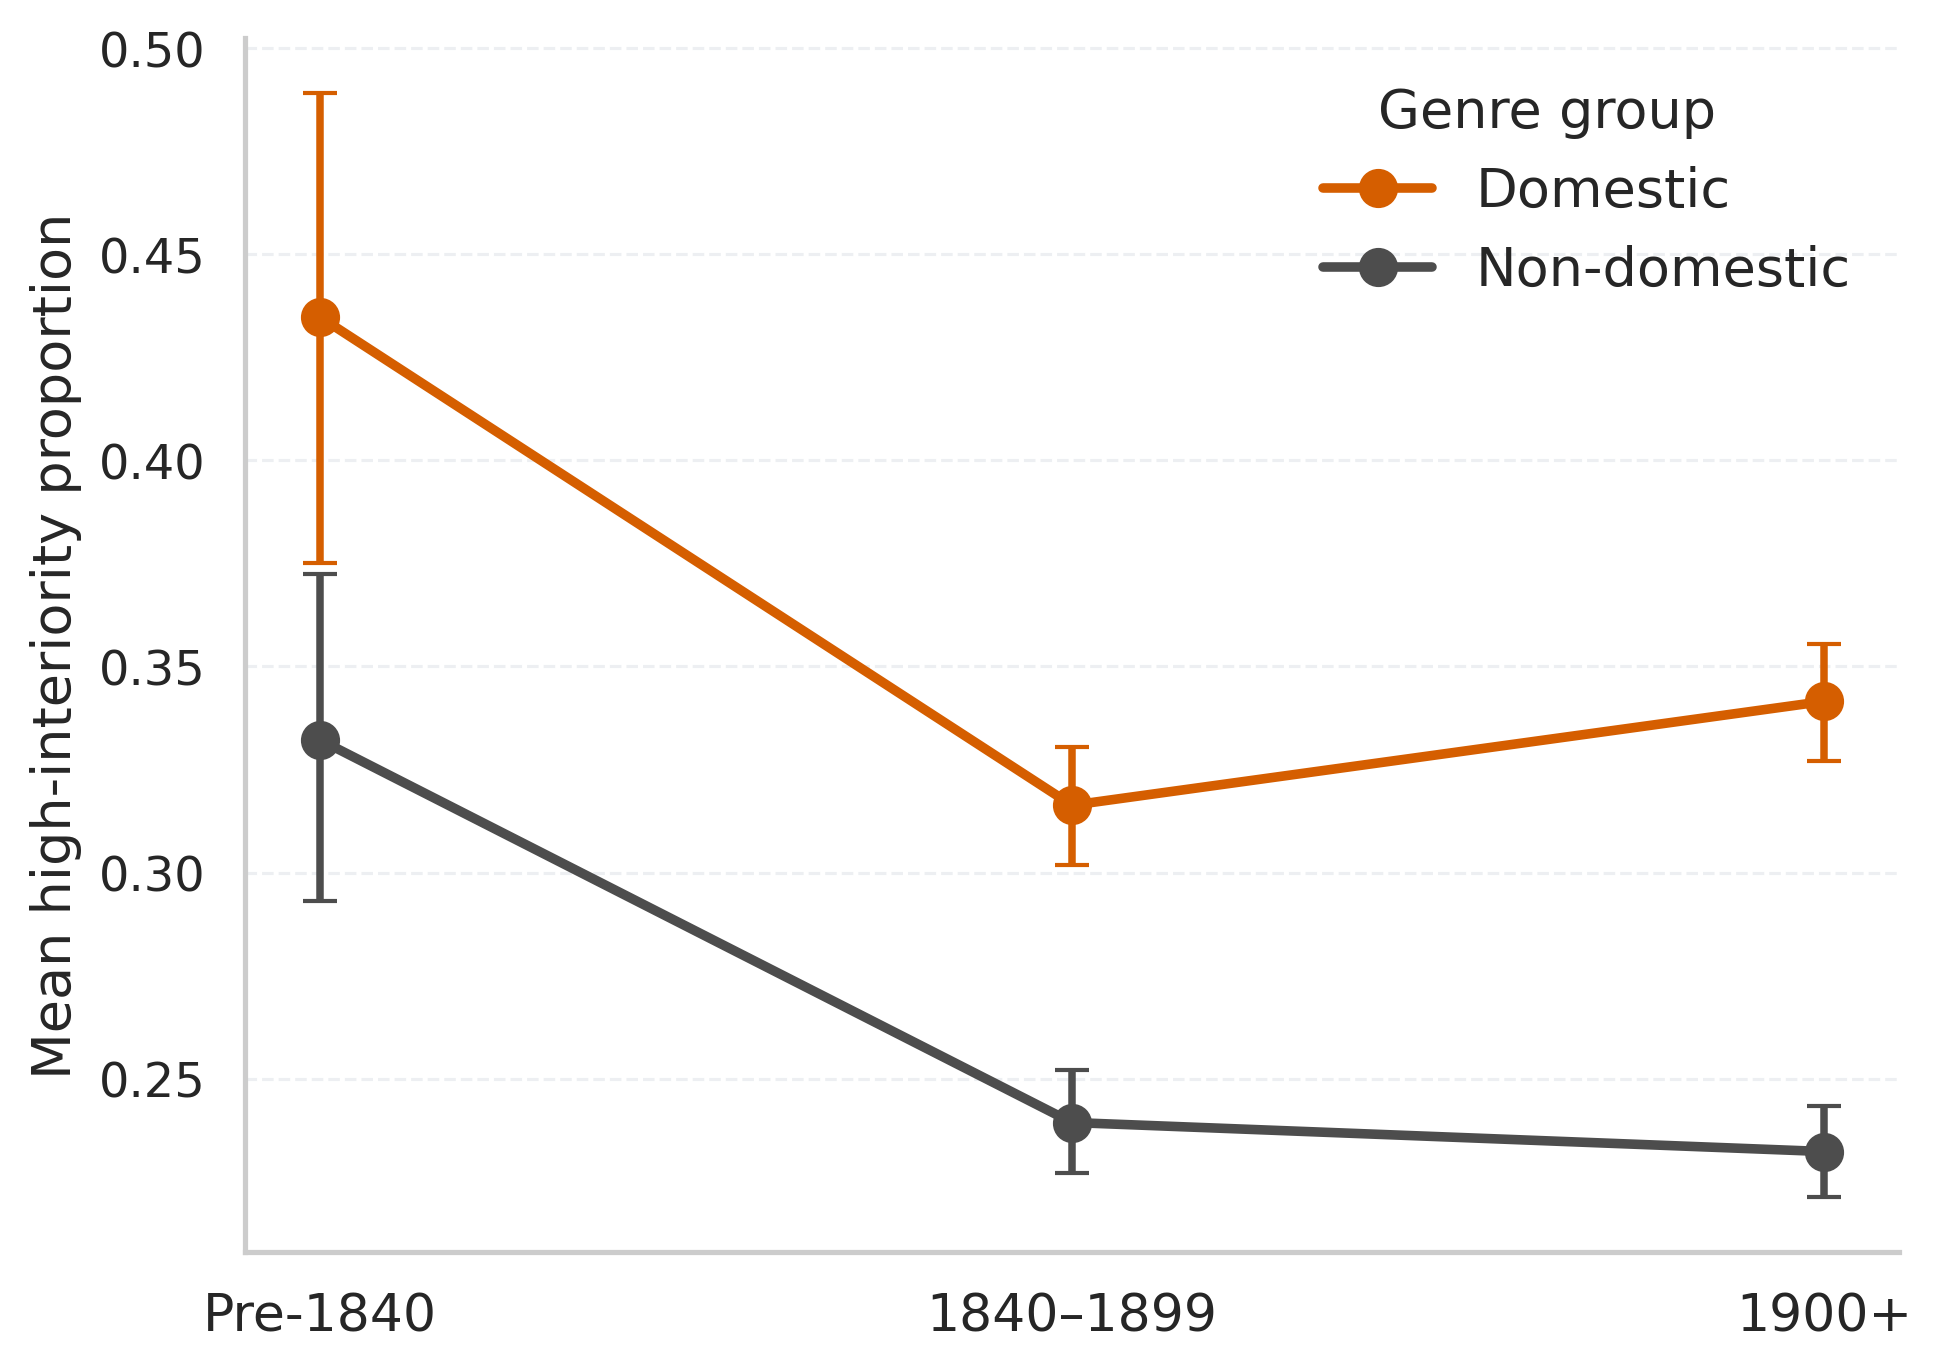 0.50
0.45
0.40
0.35
0.30
0.25
Mean high-interiority proportion
Genre group
Domestic
Non-domestic
Pre-1840
1840–1899
1900+